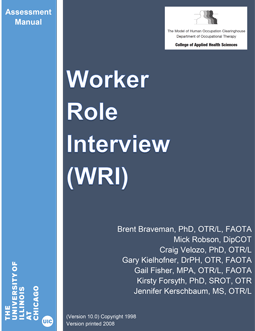 Assessment
Manual
The Model of Human Occupation Clearinghouse
Department of Occupational Therapy
College of Applied Health Sciences
Worker
Role
Interview
(WRI)
Brent Braveman, PhD, OTR/L, FAOTA
Mick Robson, DipCOT
Craig Velozo, PhD, OTR/L
Gary Kielhofner, DrPH, OTR, FAOTA
Gail Fisher, MPA, OTR/L, FAOTA
Kirsty Forsyth, PhD, SROT, OTR
Jennifer Kerschbaum, MS, OTR/L
THE
UNIVERSITY OF
ILLINOIS
AT
CHICAGO
UIC
(Version 10.0) Copyright 1998
Version printed 2008